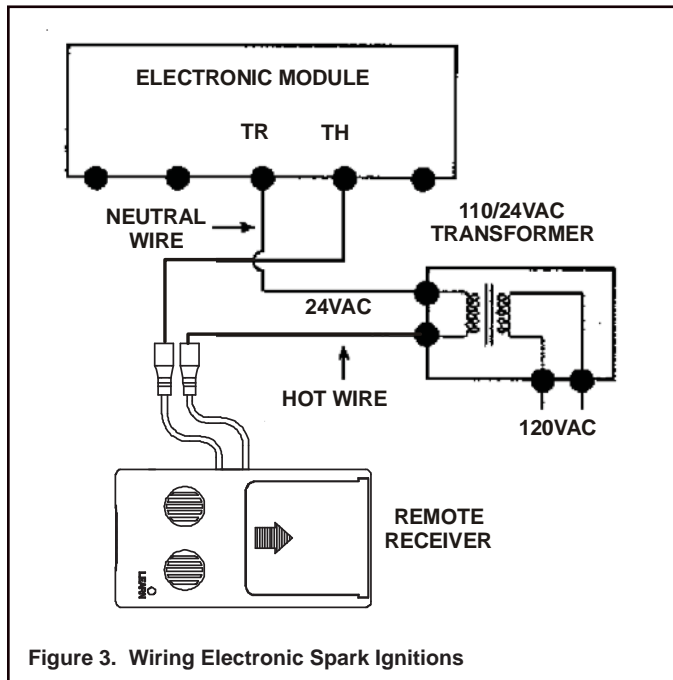 ELECTRONIC MODULE
TR TH
NEUTRAL
WIRE
110/24VAC
TRANSFORMER
24VAC
HOT WIRE
120VAC
REMOTE
RECEIVER
LEARN
Figure 3. Wiring Electronic Spark Ignitions